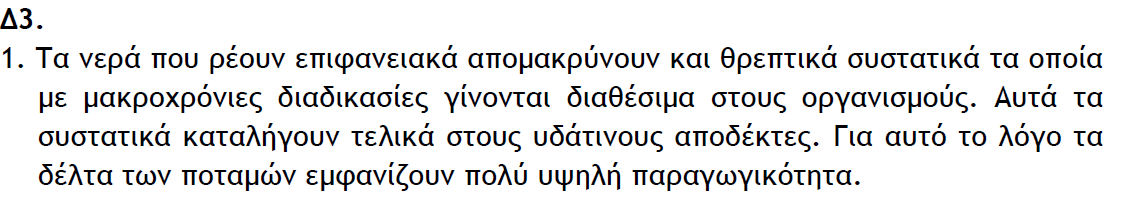 Δ3.
1. Τα νερά που ρέουν επιφανειακά απομακρύνουν και θρεπτικά συστατικά τα οποία
με μακροχρόνιες διαδικασίες γίνονται διαθέσιμα στους οργανισμούς. Αυτά τα
συστατικά καταλήγουν τελικά στους υδάτινους αποδέκτες. Για αυτό το λόγο τα
δέλτα των ποταμών εμφανίζουν πολύ υψηλή παραγωγικότητα.